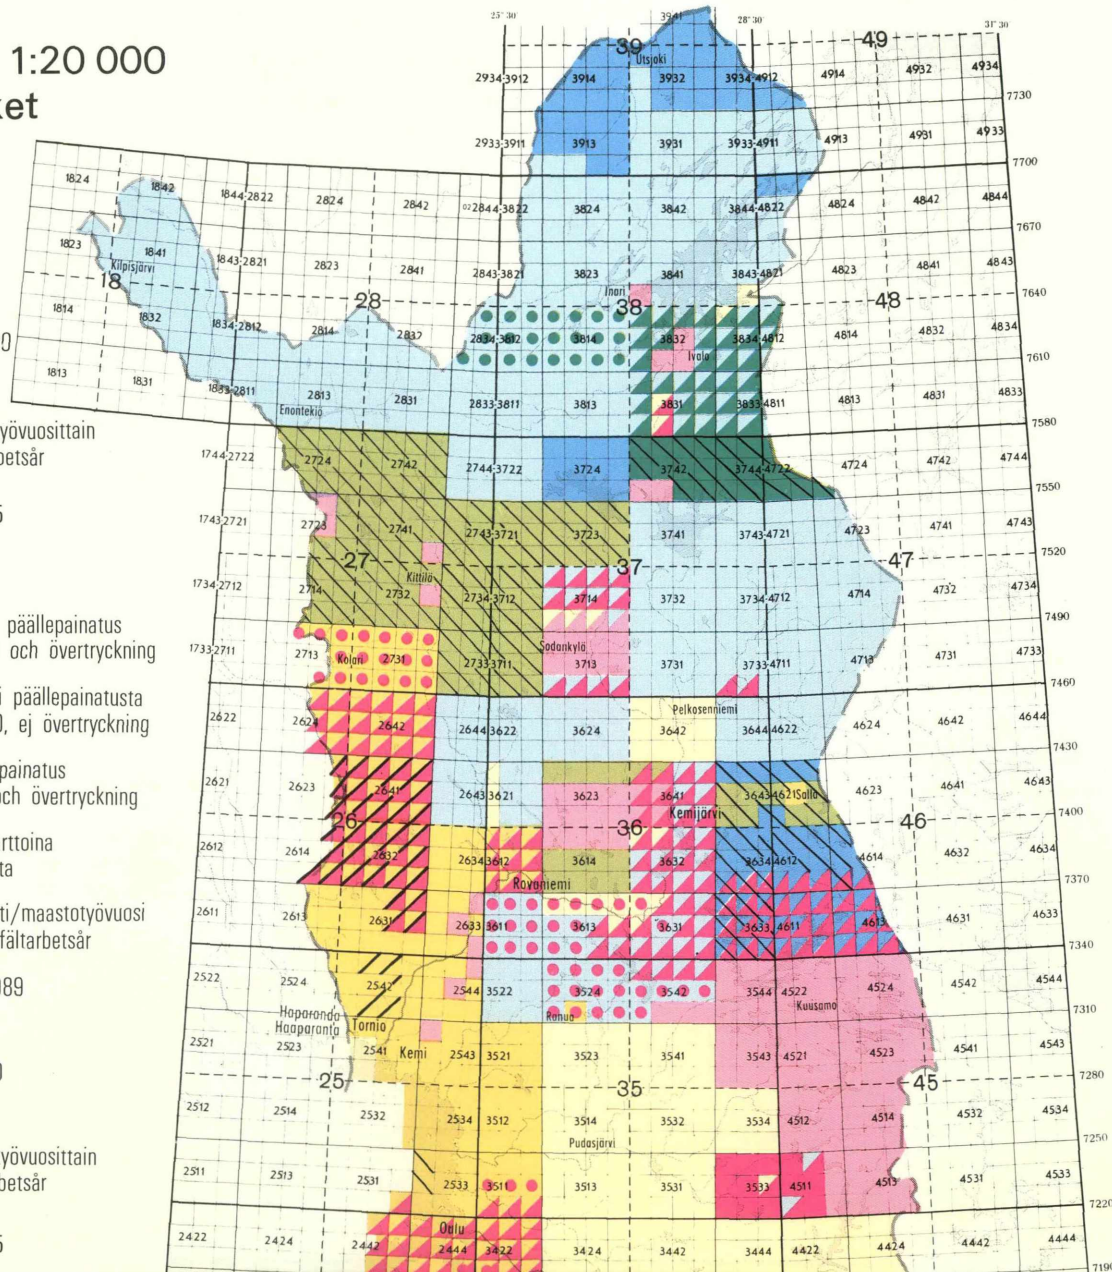 1:20 000
ket
25° 30'
3941
28° 30'
31° 30'
39
49
Utsjoki
2934-3912 3914 3932 3934-4912 4914 4932 4934
7730
2933-3911 3913 3931 3933-4911 4913 4931 4933
7700
1824 1842 1844-2822 2824 2842 2844-3822 3824 3842 3844-4822 4824 4842 4844
7670
1823 1841 1843-2821 2823 2841 2843-3821 3823 3841 3843-4821 4823 4841 4843
Kilpisjärvi
Inari
7640
18 28 38 48
1814 1832 1834-2812 2814 2832 2834-3812 3814 3832 3834-4812 4814 4832 4834
Ivalo
7610
1813 1831 1833-2811 2813 2831 2833-3811 3813 3831 3833-4811 4813 4831 4833
Enontekiö
7580
yövuosittain
betsår
1744-2722 2724 2742 2744-3722 3724 3742 3744-4722 4724 4742 4744
7550
5
1743-2721 2723 2741 2743-3721 3723 3741 3743-4721 4723 4741 4743
7520
27 37 47
Kittilä
1734-2712 2714 2732 2734-3712 3714 3732 3734-4712 4714 4732 4734
7490
päällepainatus
och övertryckning
Sodankylä
1733-2711 2713 Kolari 2731 2733-3711 3713 3731 3733-4711 4713 4731 4733
7460
i päällepainatusta
), ej övertryckning
Pelkosenniemi
2622 2624 2642 2644-3622 3624 3642 3644-4622 4624 4642 4644
7430
painatus
och övertryckning
2621 2623 2641 2643-3621 3623 3641 3643-4621 Salla 4623 4641 4643
Kemijärvi
7400
26 36 46
rttoina
ta
2612 2614 2632 2634-3612 3614 3632 3634-4612 4614 4632 4634
7370
Rovaniemi
ti/maastotyövuosi
fältarbetsår
2611 2613 2631 2633-3611 3613 3631 3633-4611 4613 4631 4633
7340
989
2522 2524 2542 2544 3522 3524 3542 3544 4522 4524 4542 4544
Kuusamo
7310
Haparanda
Haaparanta
Tornio
Ranua
2521 2523 2541 Kemi 2543 3521 3523 3541 3543 4521 4523 4541 4543
7280
25 35 45
2512 2514 2532 2534 3512 3514 3532 3534 4512 4514 4532 4534
7250
Pudasjärvi
yövuosittain
betsår
2511 2513 2531 2533 3511 3513 3531 3533 4511 4513 4531 4533
7220
5
Oulu
2422 2424 2442 2444 3422 3424 3442 3444 4422 4424 4442 4444
7190